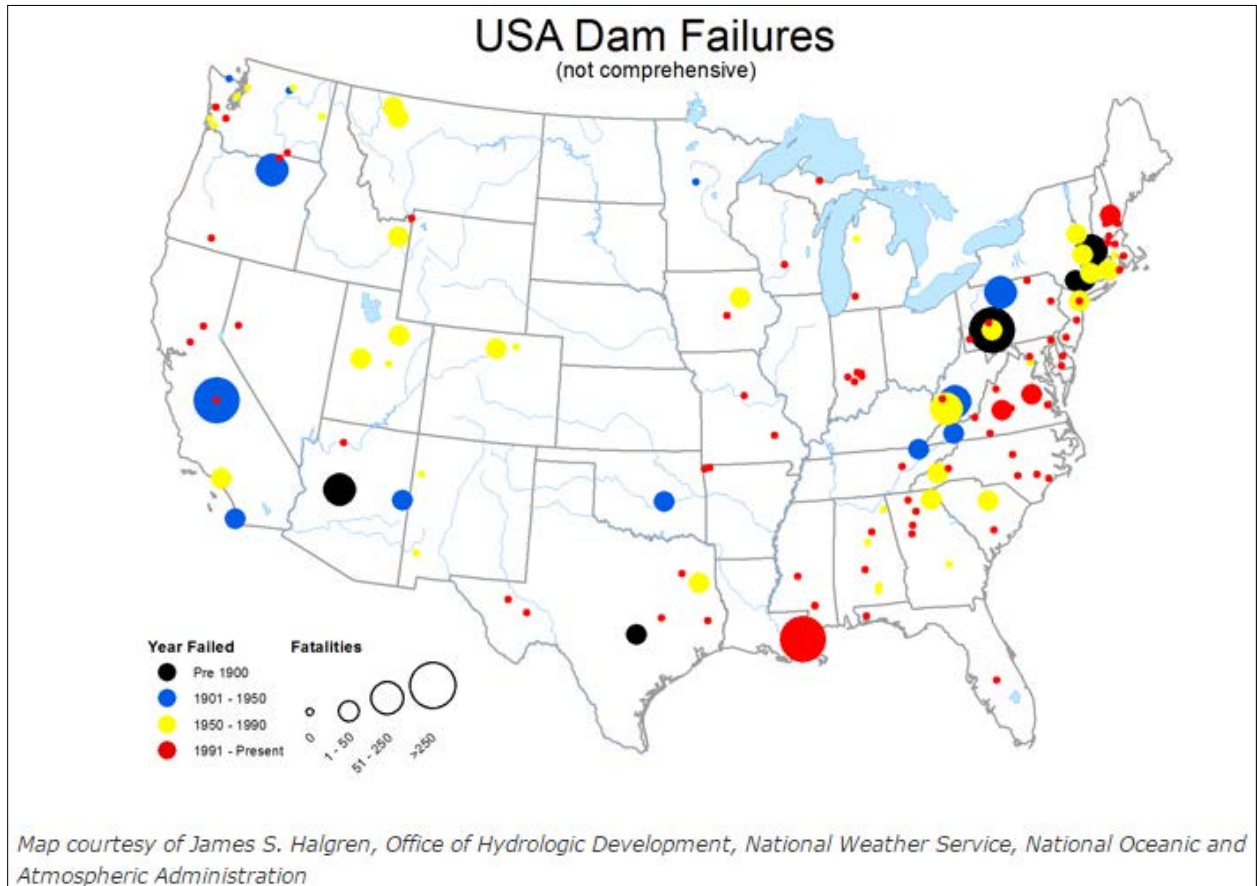 USA Dam Failures
(not comprehensive)
Year Failed
Pre 1900
1901 - 1950
1950 - 1990
1991 - Present
Fatalities
0
1 - 50
51 - 250
>250
Map courtesy of James S. Halgren, Office of Hydrologic Development, National Weather Service, National Oceanic and
Atmospheric Administration